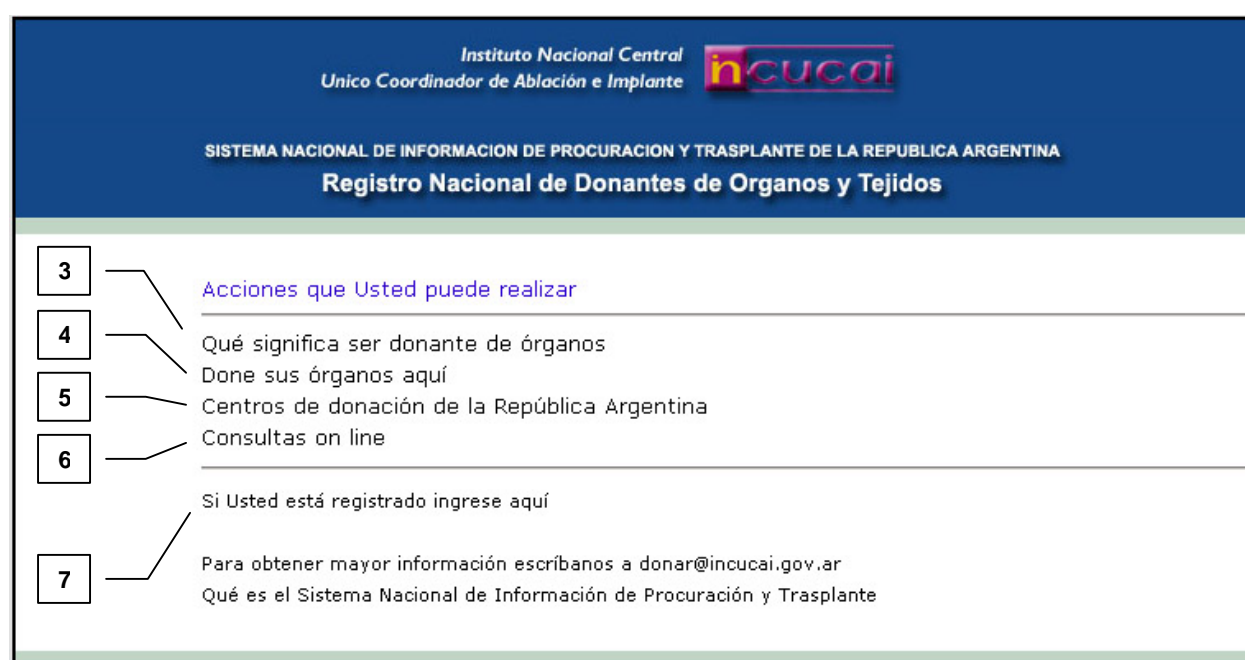 Instituto Nacional Central
Unico Coordinador de Ablación e Implante
incucai
SISTEMA NACIONAL DE INFORMACION DE PROCURACION Y TRASPLANTE DE LA REPUBLICA ARGENTINA
Registro Nacional de Donantes de Organos y Tejidos
3
Acciones que Usted puede realizar
4
Qué significa ser donante de órganos
Done sus órganos aquí
5
Centros de donación de la República Argentina
6
Consultas on line
Si Usted está registrado ingrese aquí
7
Para obtener mayor información escríbanos a donar@incucai.gov.ar
Qué es el Sistema Nacional de Información de Procuración y Trasplante